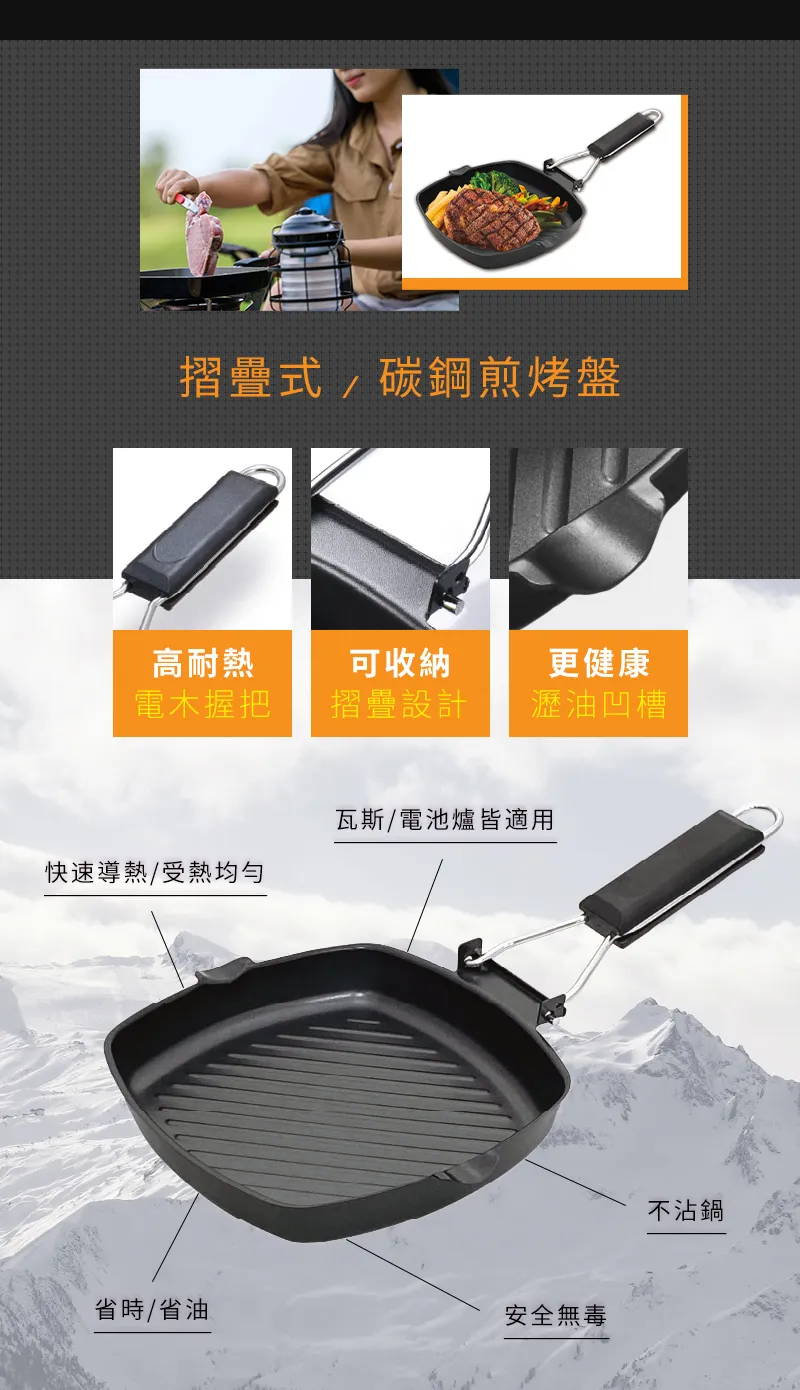 摺疊式 / 碳鋼煎烤盤
高耐熱
電木握把
可收納
摺疊設計
更健康
瀝油凹槽
瓦斯/電池爐皆適用
快速導熱/受熱均勻
不沾鍋
省時/省油
安全無毒